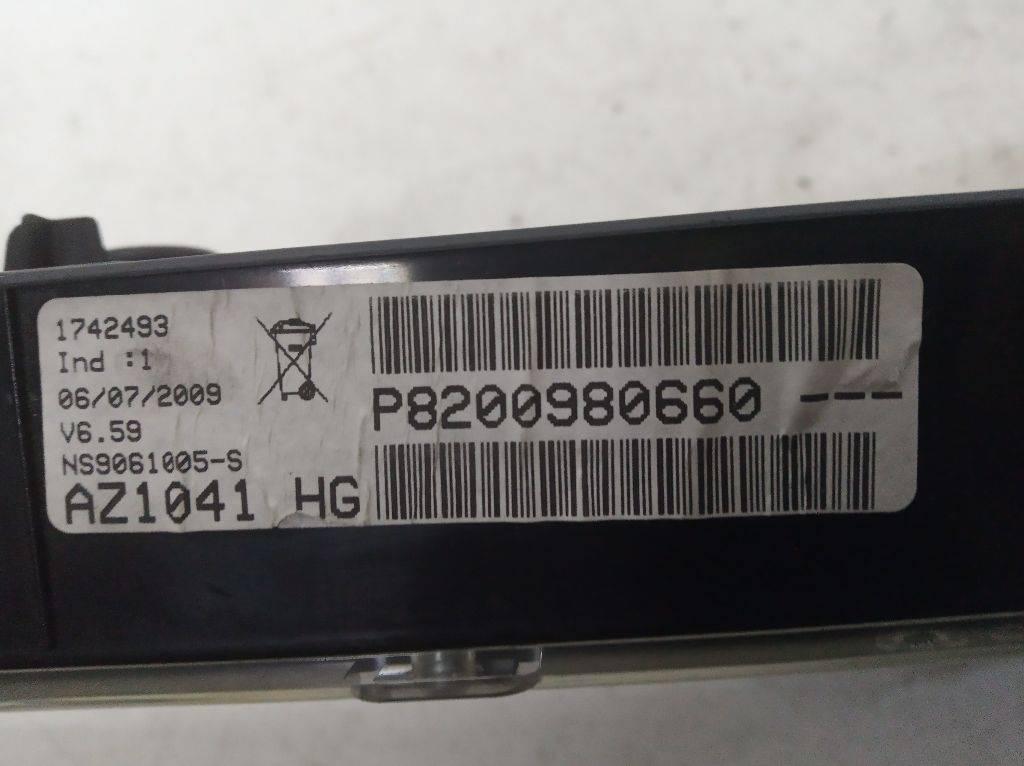 1742493
Ind :1
06/07/2009
V6.59
NS9061005-S
AZ1041 HG
P8200980660 ---